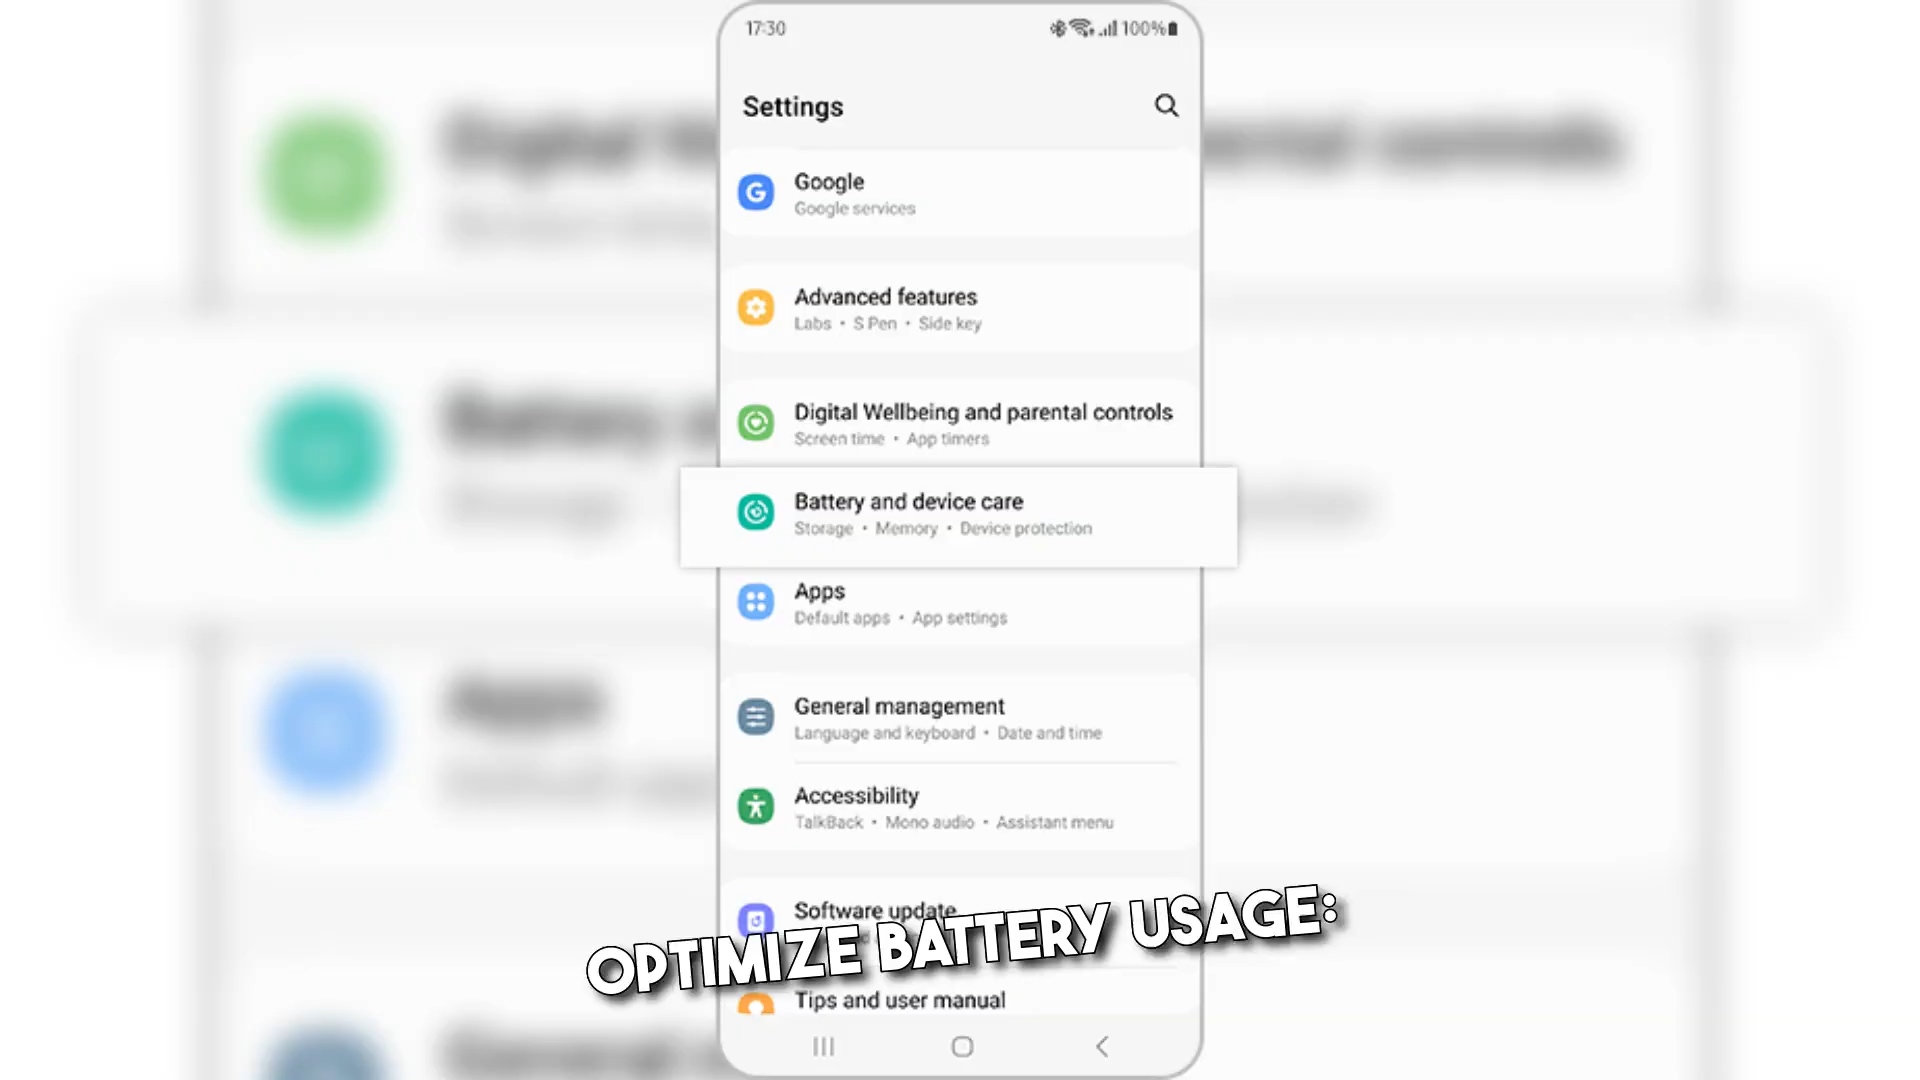 17:30
100%
Settings
Google
Google services
Advanced features
Labs • S Pen • Side key
Digital Wellbeing and parental controls
Screen time • App timers
Battery and device care
Storage • Memory • Device protection
Apps
Default apps • App settings
General management
Language and keyboard • Date and time
Accessibility
TalkBack • Mono audio • Assistant menu
Software update
OPTIMIZE BATTERY USAGE:
Tips and user manual